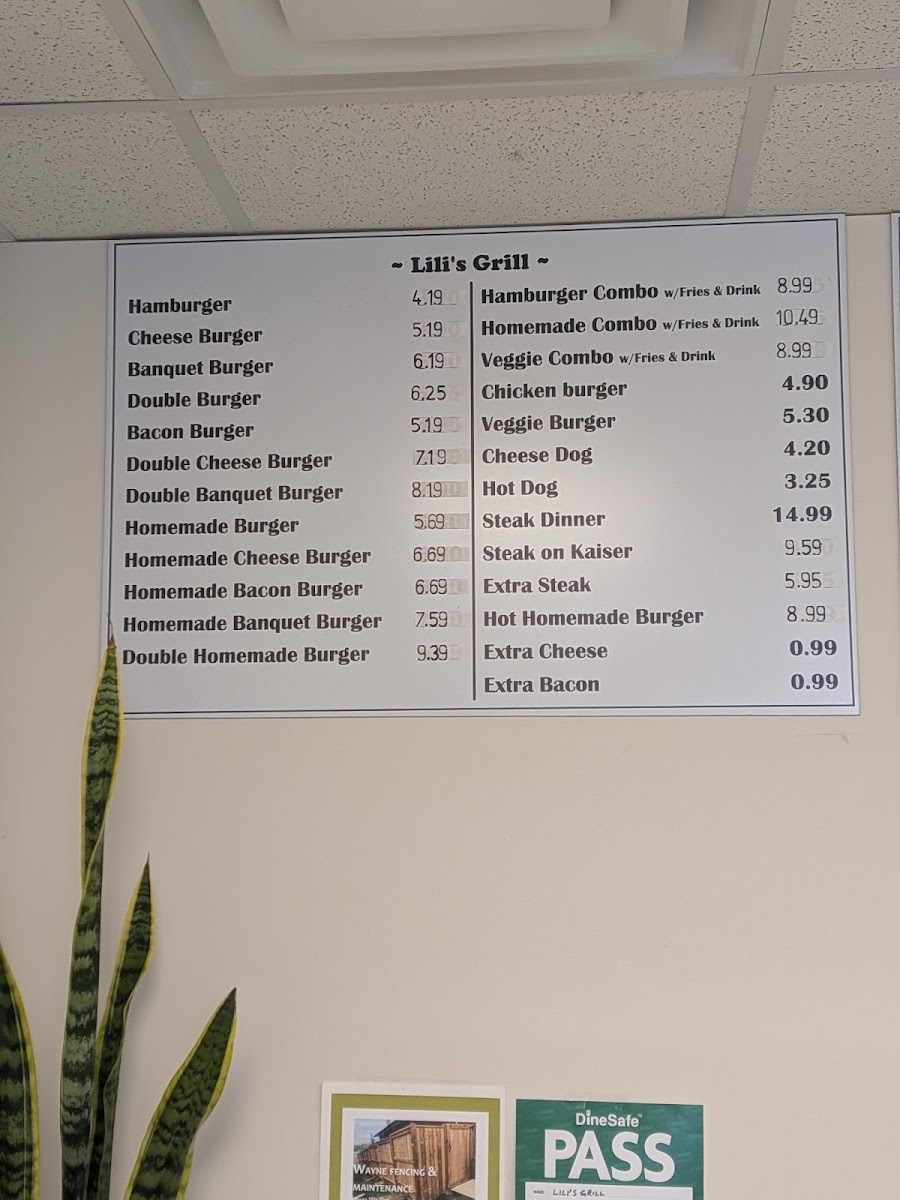 ~ Lili's Grill ~
Hamburger 4.19
Cheese Burger 5.19
Banquet Burger 6.19
Double Burger 6.25
Bacon Burger 5.19
Double Cheese Burger 7.19
Double Banquet Burger 8.19
Homemade Burger 5.69
Homemade Cheese Burger 6.69
Homemade Bacon Burger 6.69
Homemade Banquet Burger 7.59
Double Homemade Burger 9.39
Hamburger Combo w/Fries & Drink 8.99
Homemade Combo w/Fries & Drink 10.49
Veggie Combo w/Fries & Drink 8.99
Chicken burger 4.90
Veggie Burger 5.30
Cheese Dog 4.20
Hot Dog 3.25
Steak Dinner 14.99
Steak on Kaiser 9.59
Extra Steak 5.95
Hot Homemade Burger 8.99
Extra Cheese 0.99
Extra Bacon 0.99
WAYNE FENCING &
MAINTENANCE
DineSafe™
PASS
NAME LILI'S GRILL